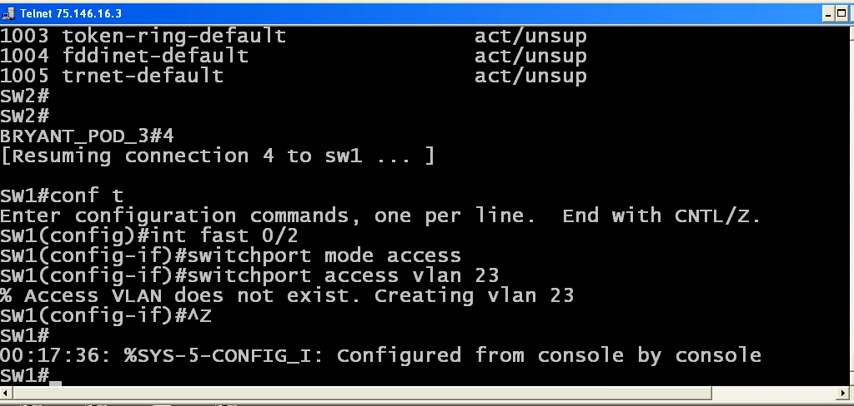 Telnet 75.146.16.3
1003 token-ring-default act/unsup
1004 fddinet-default act/unsup
1005 trnet-default act/unsup
SW2#
SW2#
BRYANT_POD_3#4
[Resuming connection 4 to sw1 ... ]
SW1#conf t
Enter configuration commands, one per line.  End with CNTL/Z.
SW1(config)#int fast 0/2
SW1(config-if)#switchport mode access
SW1(config-if)#switchport access vlan 23
% Access VLAN does not exist. Creating vlan 23
SW1(config-if)#^Z
SW1#
00:17:36: %SYS-5-CONFIG_I: Configured from console by console
SW1#_